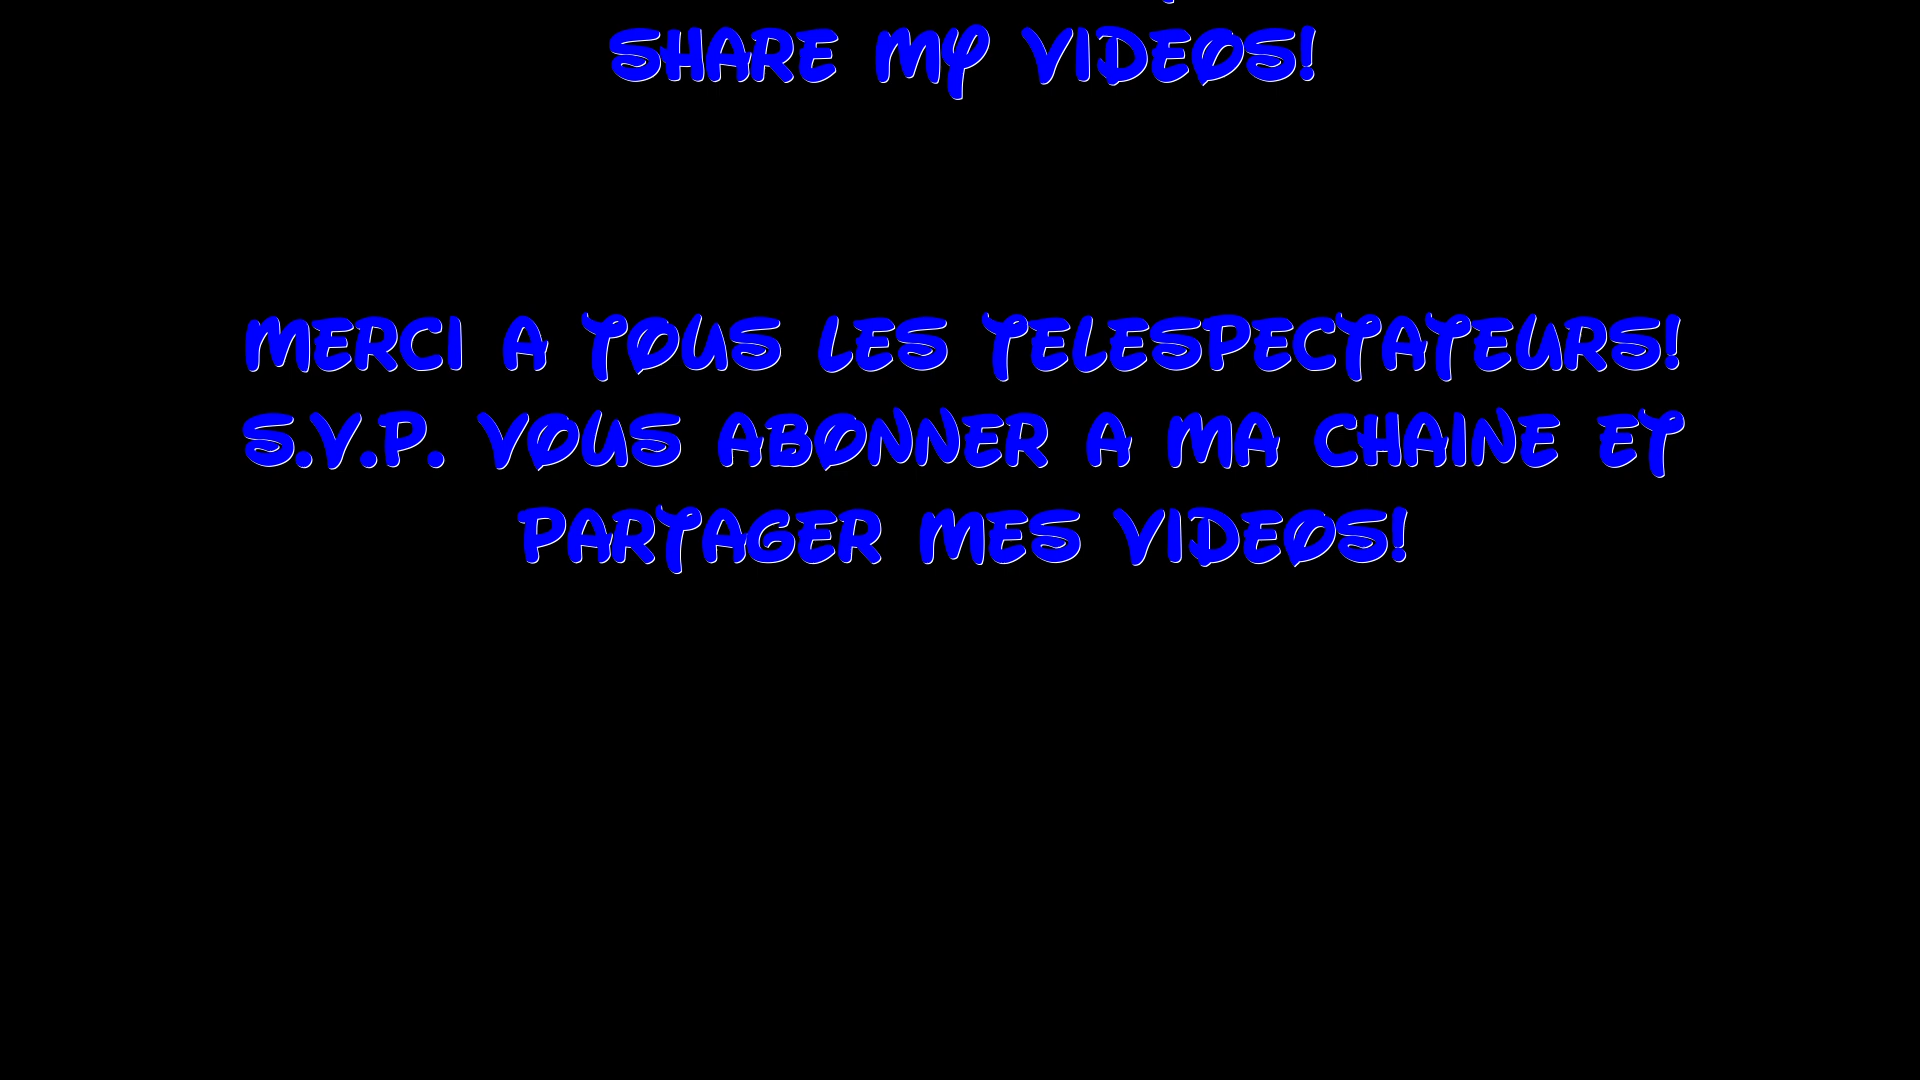 SHARE MY VIDEOS!
MERCI A TOUS LES TELESPECTATEURS!
S.V.P. VOUS ABONNER A MA CHAINE ET
PARTAGER MES VIDEOS!